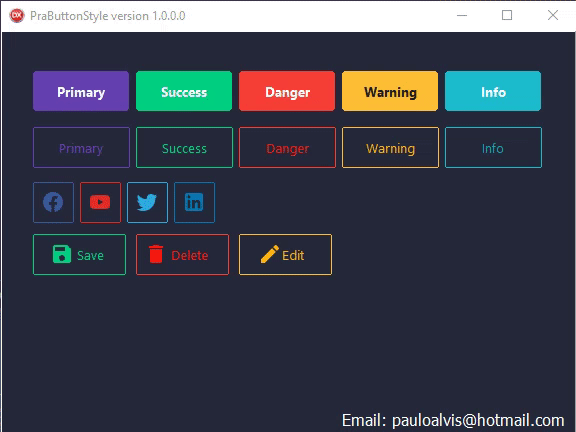 PraButtonStyle version 1.0.0.0
Primary Success Danger Warning Info
Primary Success Danger Warning Info
Save Delete Edit
Email: pauloalvis@hotmail.com